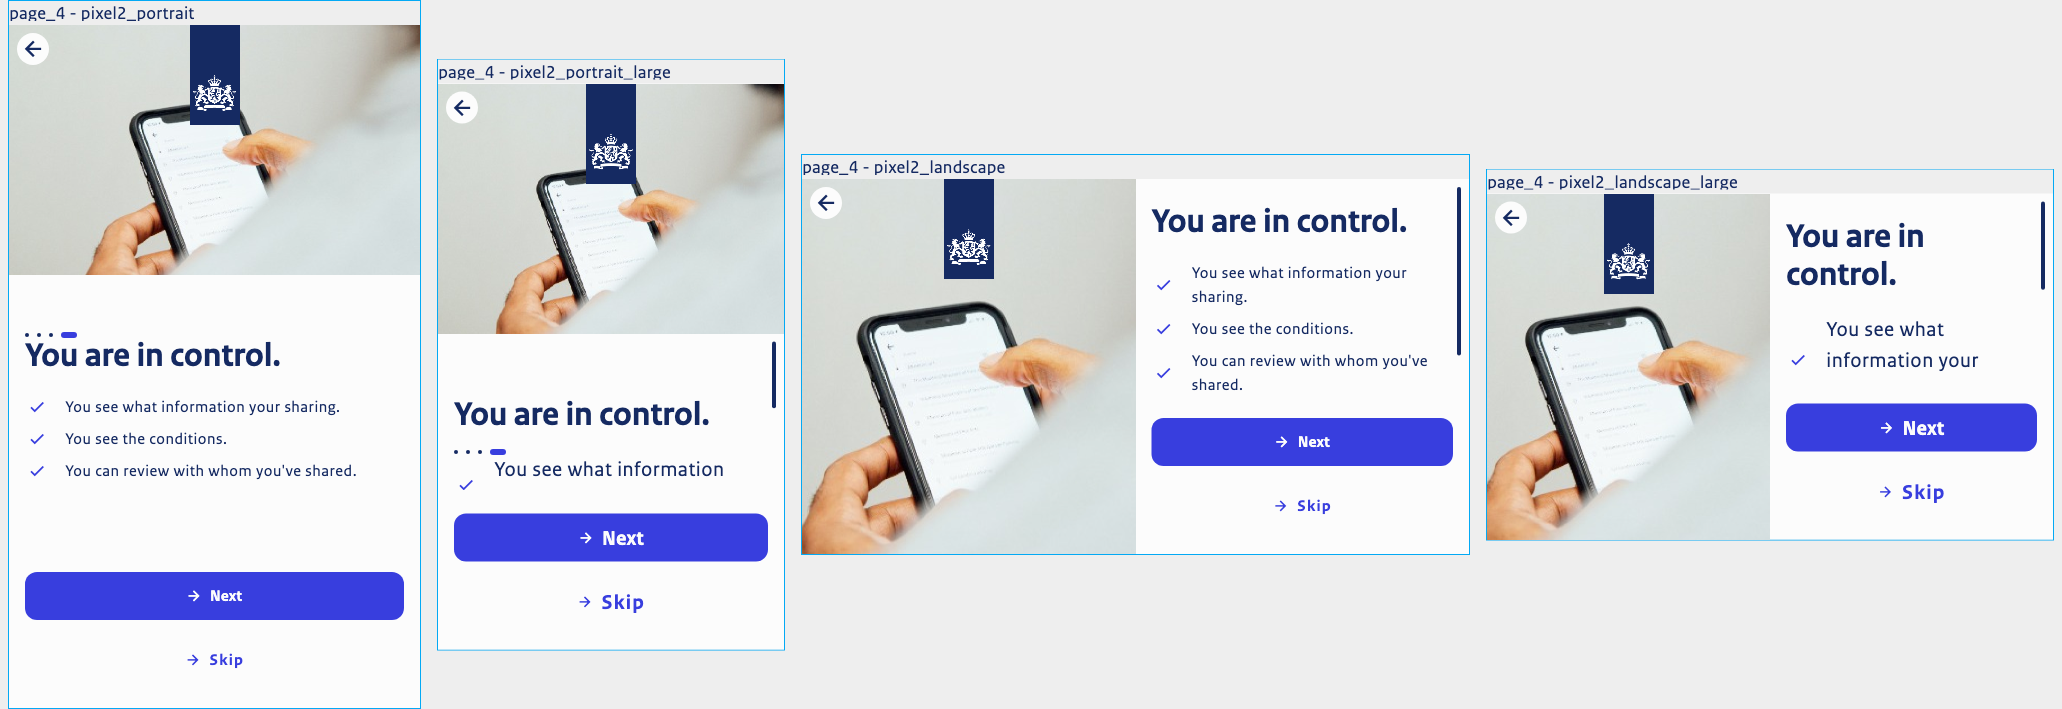 page_4 - pixel2_portrait
You are in control.
You see what information your sharing.
You see the conditions.
You can review with whom you've shared.
Next
Skip
page_4 - pixel2_portrait_large
You are in control.
You see what information
Next
Skip
page_4 - pixel2_landscape
You are in control.
You see what information your
sharing.
You see the conditions.
You can review with whom you've
shared.
Next
Skip
page_4 - pixel2_landscape_large
You are in
control.
You see what
information your
Next
Skip